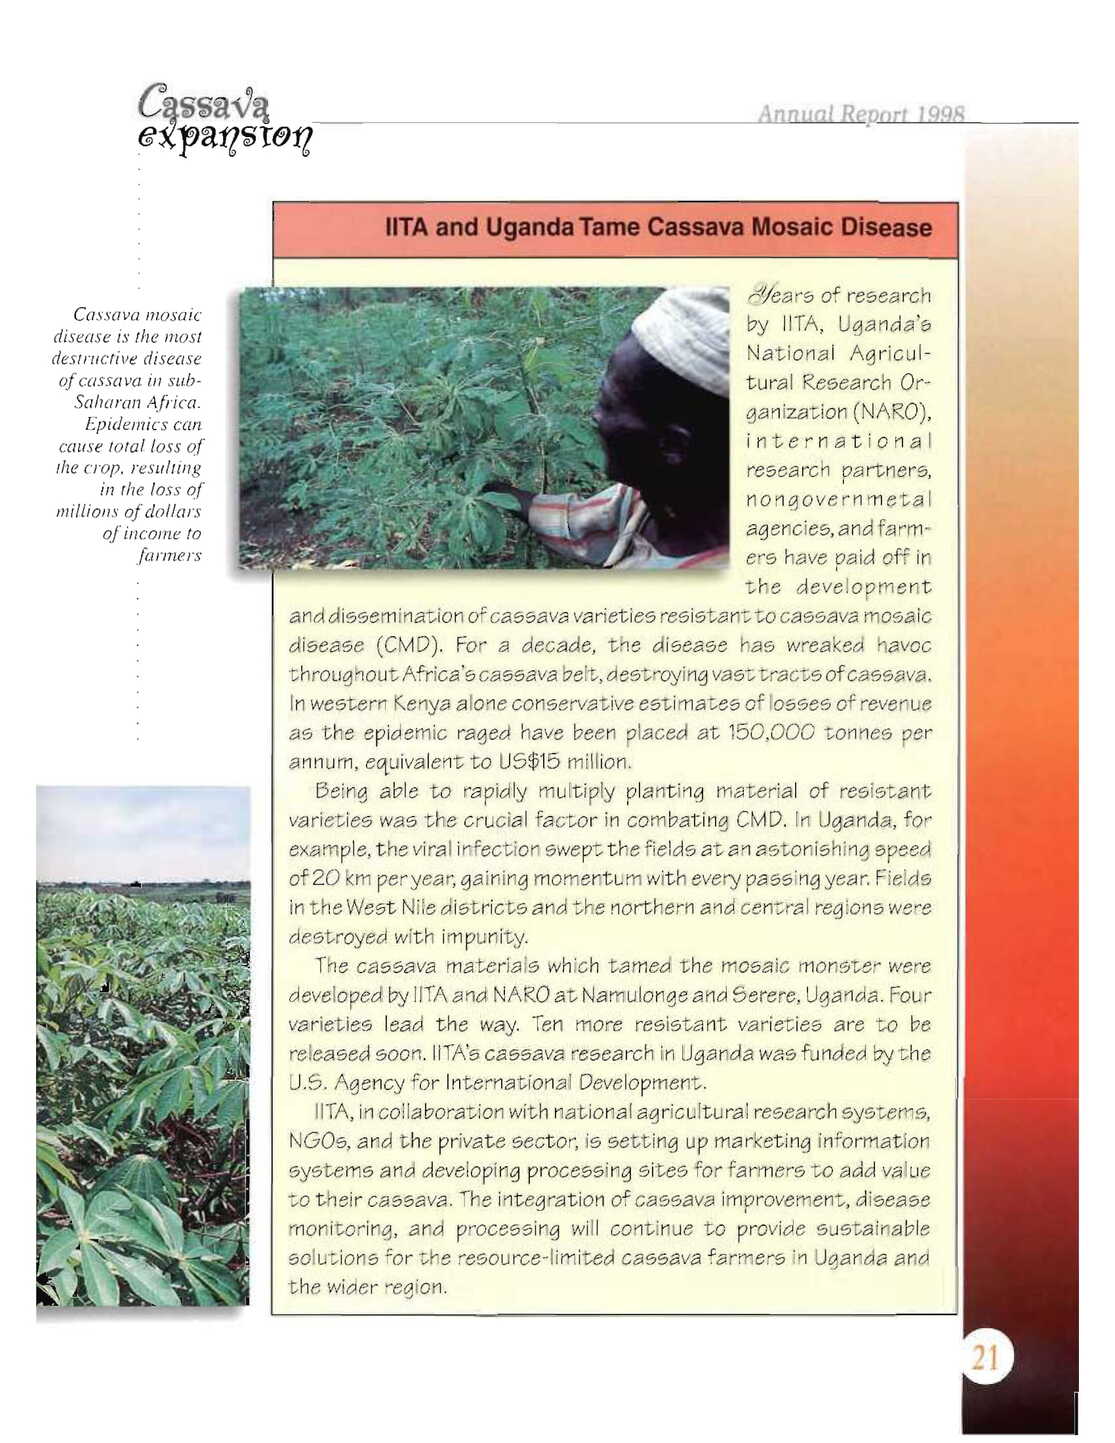 Cassava
expansion
Annual Report 1998
IITA and Uganda Tame Cassava Mosaic Disease
Cassava mosaic
disease is the most
destructive disease
of cassava in sub-
Saharan Africa.
Epidemics can
cause total loss of
the crop, resulting
in the loss of
millions of dollars
of income to
farmers
Years of research
by IITA, Uganda's
National Agricul-
tural Research Or-
ganization (NARO),
international
research partners,
nongovernmetal
agencies, and farm-
ers have paid off in
the development
and dissemination of cassava varieties resistant to cassava mosaic
disease (CMD). For a decade, the disease has wreaked havoc
throughout Africa's cassava belt, destroying vast tracts of cassava.
In western Kenya alone conservative estimates of losses of revenue
as the epidemic raged have been placed at 150,000 tonnes per
annum, equivalent to US$15 million.
Being able to rapidly multiply planting material of resistant
varieties was the crucial factor in combating CMD. In Uganda, for
example, the viral infection swept the fields at an astonishing speed
of 20 km per year, gaining momentum with every passing year. Fields
in the West Nile districts and the northern and central regions were
destroyed with impunity.
The cassava materials which tamed the mosaic monster were
developed by IITA and NARO at Namulonge and Serere, Uganda. Four
varieties lead the way. Ten more resistant varieties are to be
released soon. IITA's cassava research in Uganda was funded by the
U.S. Agency for International Development.
IITA, in collaboration with national agricultural research systems,
NGOs, and the private sector, is setting up marketing information
systems and developing processing sites for farmers to add value
to their cassava. The integration of cassava improvement, disease
monitoring, and processing will continue to provide sustainable
solutions for the resource-limited cassava farmers in Uganda and
the wider region.
21